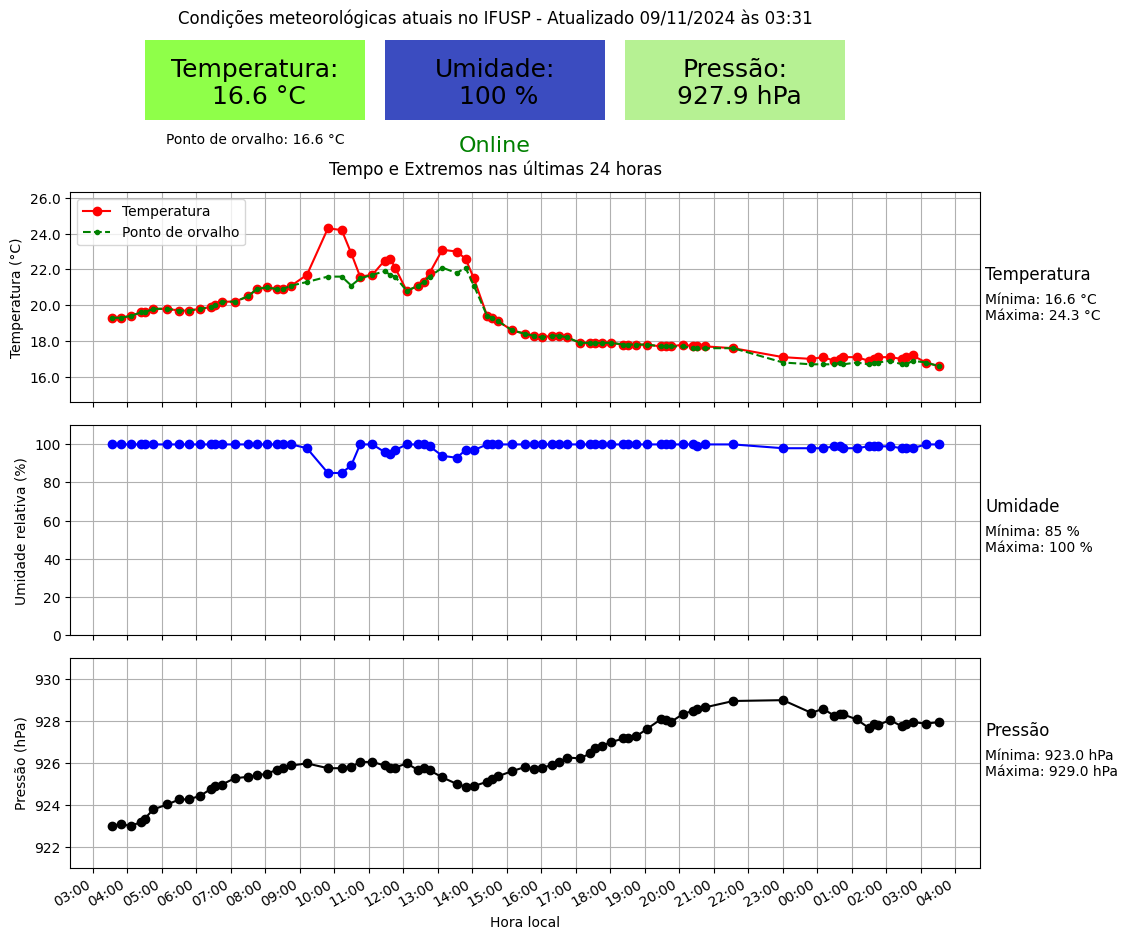 Condições meteorológicas atuais no IFUSP - Atualizado 09/11/2024 às 03:31
Temperatura:
16.6 °C
Umidade:
100 %
Pressão:
927.9 hPa
Ponto de orvalho: 16.6 °C
Online
Tempo e Extremos nas últimas 24 horas
Temperatura (°C)
26.0
24.0
22.0
20.0
18.0
16.0
Temperatura
Ponto de orvalho
Temperatura
Mínima: 16.6 °C
Máxima: 24.3 °C
Umidade relativa (%)
100
80
60
40
20
0
Umidade
Mínima: 85 %
Máxima: 100 %
Pressão (hPa)
930
928
926
924
922
Pressão
Mínima: 923.0 hPa
Máxima: 929.0 hPa
03:00 04:00 05:00 06:00 07:00 08:00 09:00 10:00 11:00 12:00 13:00 14:00 15:00 16:00 17:00 18:00 19:00 20:00 21:00 22:00 23:00 00:00 01:00 02:00 03:00 04:00
Hora local